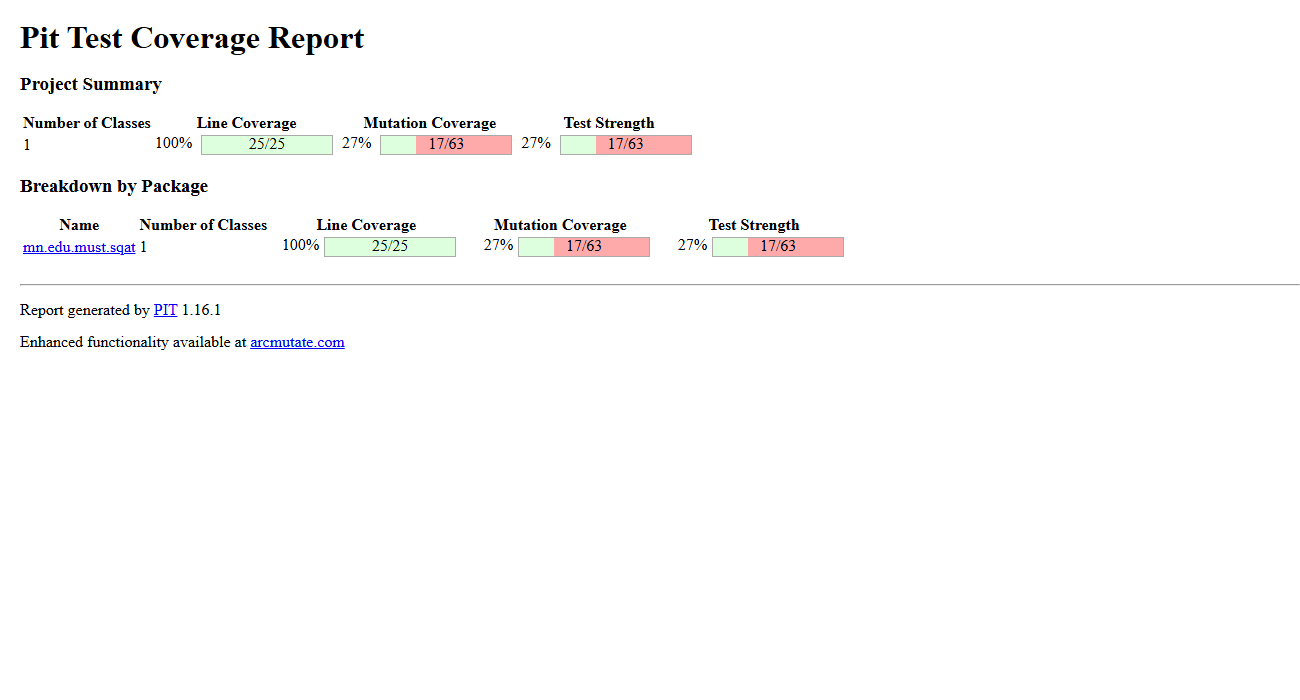 Pit Test Coverage Report
Project Summary
Number of Classes Line Coverage Mutation Coverage Test Strength
1 100% 25/25 27% 17/63 27% 17/63
Breakdown by Package
Name Number of Classes Line Coverage Mutation Coverage Test Strength
mn.edu.must.sqat 1 100% 25/25 27% 17/63 27% 17/63
Report generated by PIT 1.16.1
Enhanced functionality available at arcmutate.com